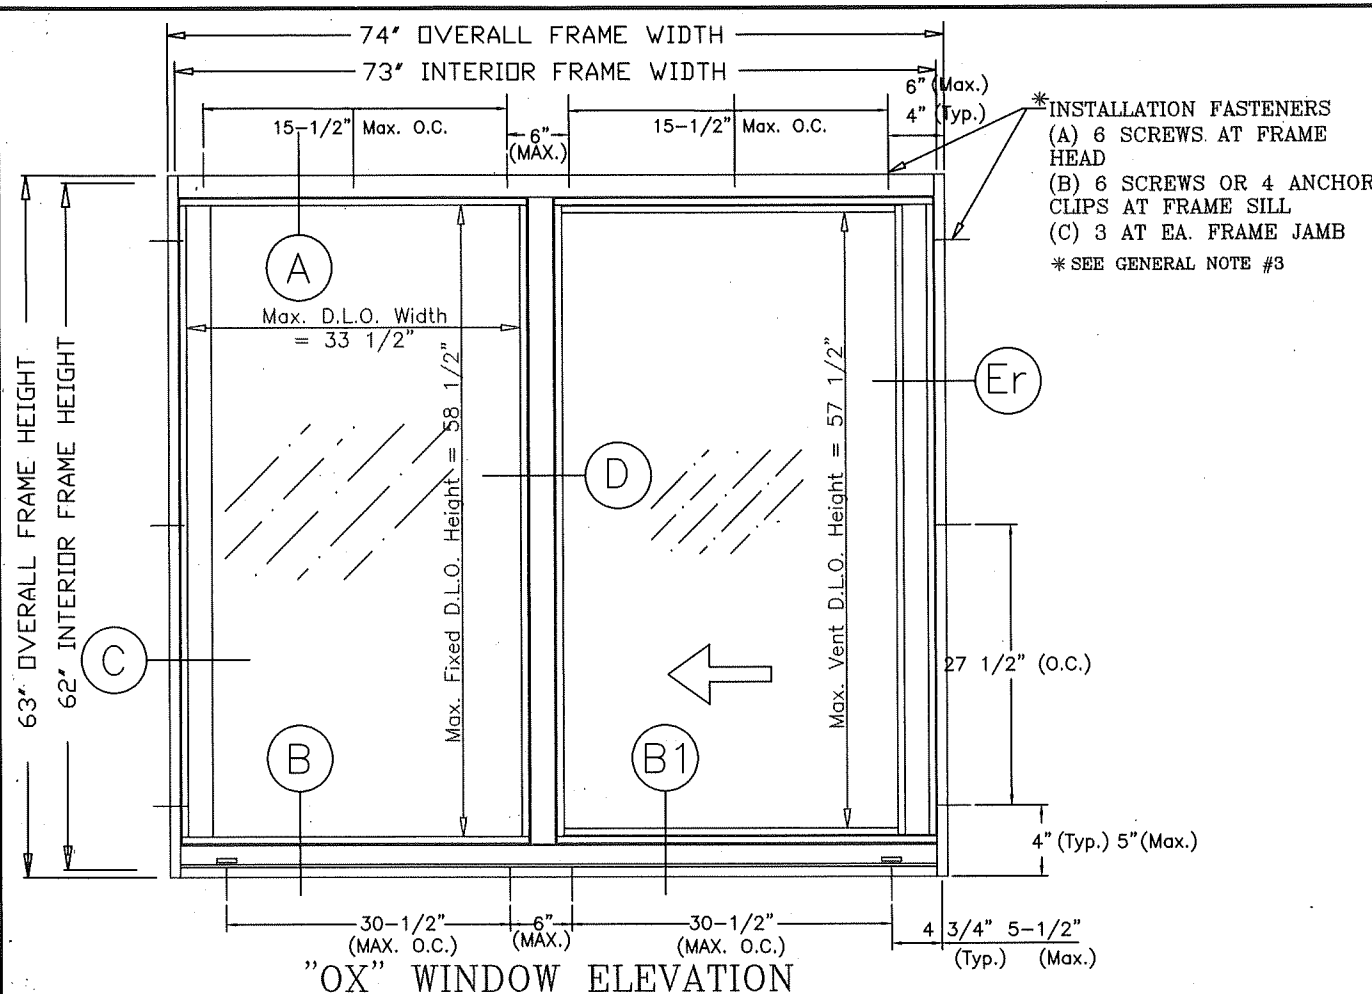 74" OVERALL FRAME WIDTH
73" INTERIOR FRAME WIDTH
6" (Max.)
4" (Typ.)
15-1/2" Max. O.C.
6"
(MAX.)
15-1/2" Max. O.C.
* INSTALLATION FASTENERS
(A) 6 SCREWS. AT FRAME
HEAD
(B) 6 SCREWS OR 4 ANCHOR
CLIPS AT FRAME SILL
(C) 3 AT EA. FRAME JAMB
* SEE GENERAL NOTE #3
A
Max. D.L.O. Width
= 33 1/2"
63" OVERALL FRAME HEIGHT
62" INTERIOR FRAME HEIGHT
Max. Fixed D.L.O. Height = 58 1/2"
Max. Vent D.L.O. Height = 57 1/2"
Er
D
C
27 1/2" (O.C.)
B
B1
4" (Typ.) 5" (Max.)
30-1/2"
(MAX. O.C.)
6"
(MAX.)
30-1/2"
(MAX. O.C.)
4 3/4" 5-1/2"
(Typ.) (Max.)
"OX" WINDOW ELEVATION